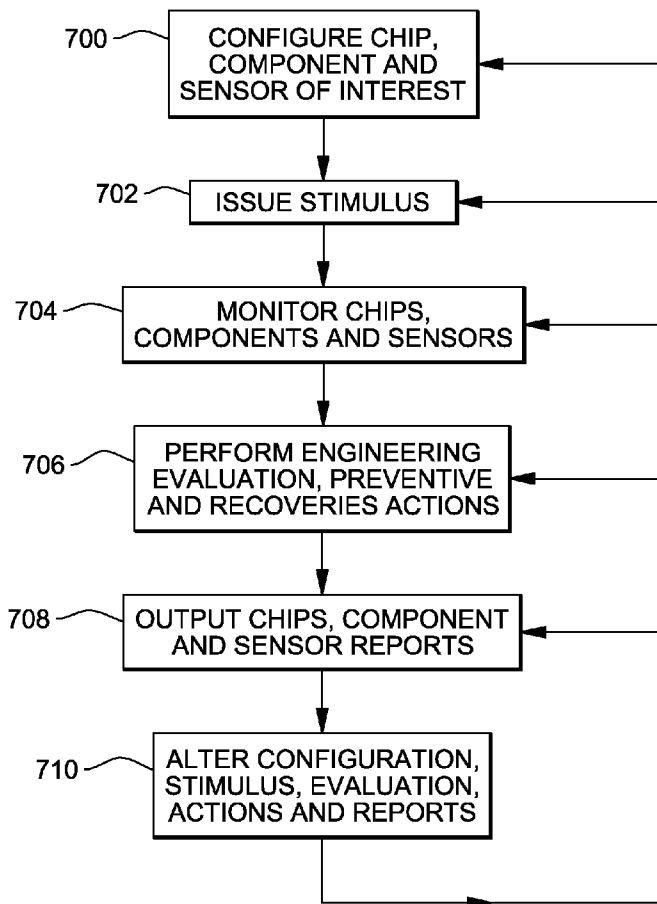 700
CONFIGURE CHIP,
COMPONENT AND
SENSOR OF INTEREST
702
ISSUE STIMULUS
704
MONITOR CHIPS,
COMPONENTS AND SENSORS
706
PERFORM ENGINEERING
EVALUATION, PREVENTIVE
AND RECOVERIES ACTIONS
708
OUTPUT CHIPS, COMPONENT
AND SENSOR REPORTS
710
ALTER CONFIGURATION,
STIMULUS, EVALUATION,
ACTIONS AND REPORTS